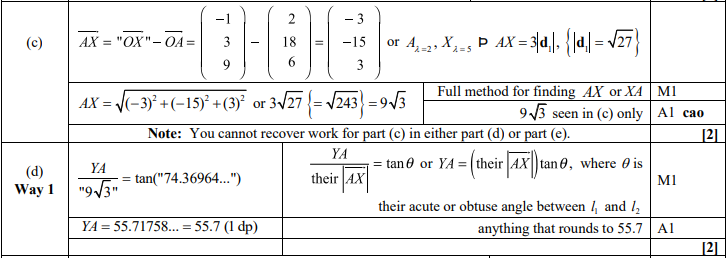 (c) AX = "OX" − OA = ( −1 3 9 ) − ( 2 18 6 ) = ( −3 −15 3 ) or A λ=2, X λ=5 Þ AX = 3|d₁|, { |d₁| = √27 }
AX = √((−3)² + (−15)² + (3)²) or 3√27 { = √243 } = 9√3 Full method for finding AX or XA M1
9√3 seen in (c) only A1 cao
Note: You cannot recover work for part (c) in either part (d) or part (e). [2]
(d) Way 1 YA / "9√3" = tan("74.36964...") YA / their |AX| = tan θ or YA = (their |AX|) tan θ, where θ is
their acute or obtuse angle between l₁ and l₂ M1
YA = 55.71758... = 55.7 (1 dp) anything that rounds to 55.7 A1
[2]